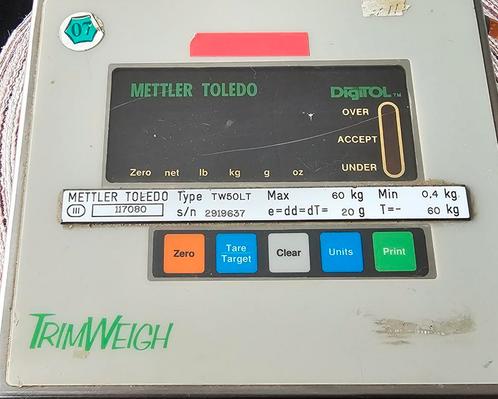 07
METTLER TOLEDO
DigiTOL™
OVER
ACCEPT
UNDER
Zero net lb kg g oz
METTLER TOLEDO Type TW50LT Max 60 kg Min 0,4 kg
III 117080 s/n 2919637 e=dd=dT= 20 g T=- 60 kg
Zero Tare Target Clear Units Print
TRIMWEIGH